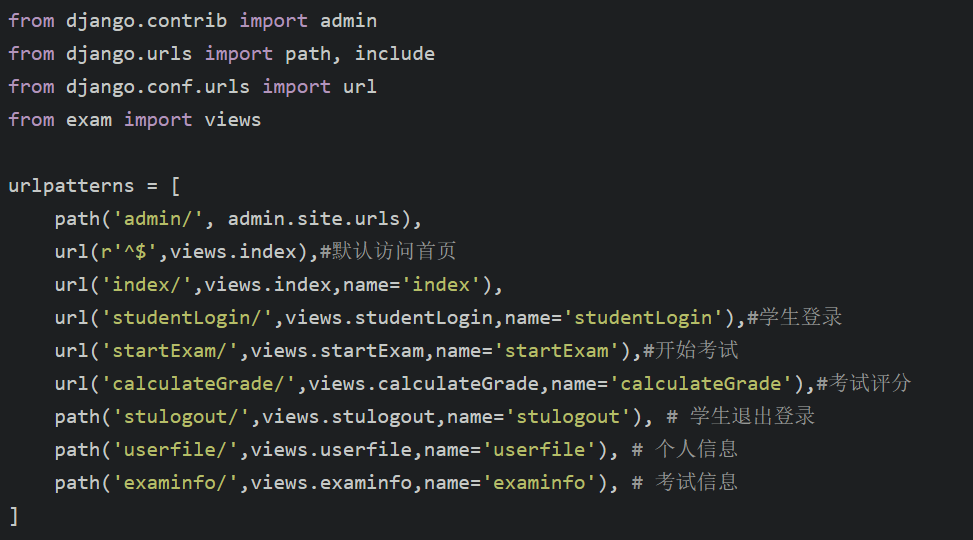 from django.contrib import admin
from django.urls import path, include
from django.conf.urls import url
from exam import views

urlpatterns = [
    path('admin/', admin.site.urls),
    url(r'^$',views.index),#默认访问首页
    url('index/',views.index,name='index'),
    url('studentLogin/',views.studentLogin,name='studentLogin'),#学生登录
    url('startExam/',views.startExam,name='startExam'),#开始考试
    url('calculateGrade/',views.calculateGrade,name='calculateGrade'),#考试评分
    path('stulogout/',views.stulogout,name='stulogout'), # 学生退出登录
    path('userfile/',views.userfile,name='userfile'), # 个人信息
    path('examinfo/',views.examinfo,name='examinfo'), # 考试信息
]